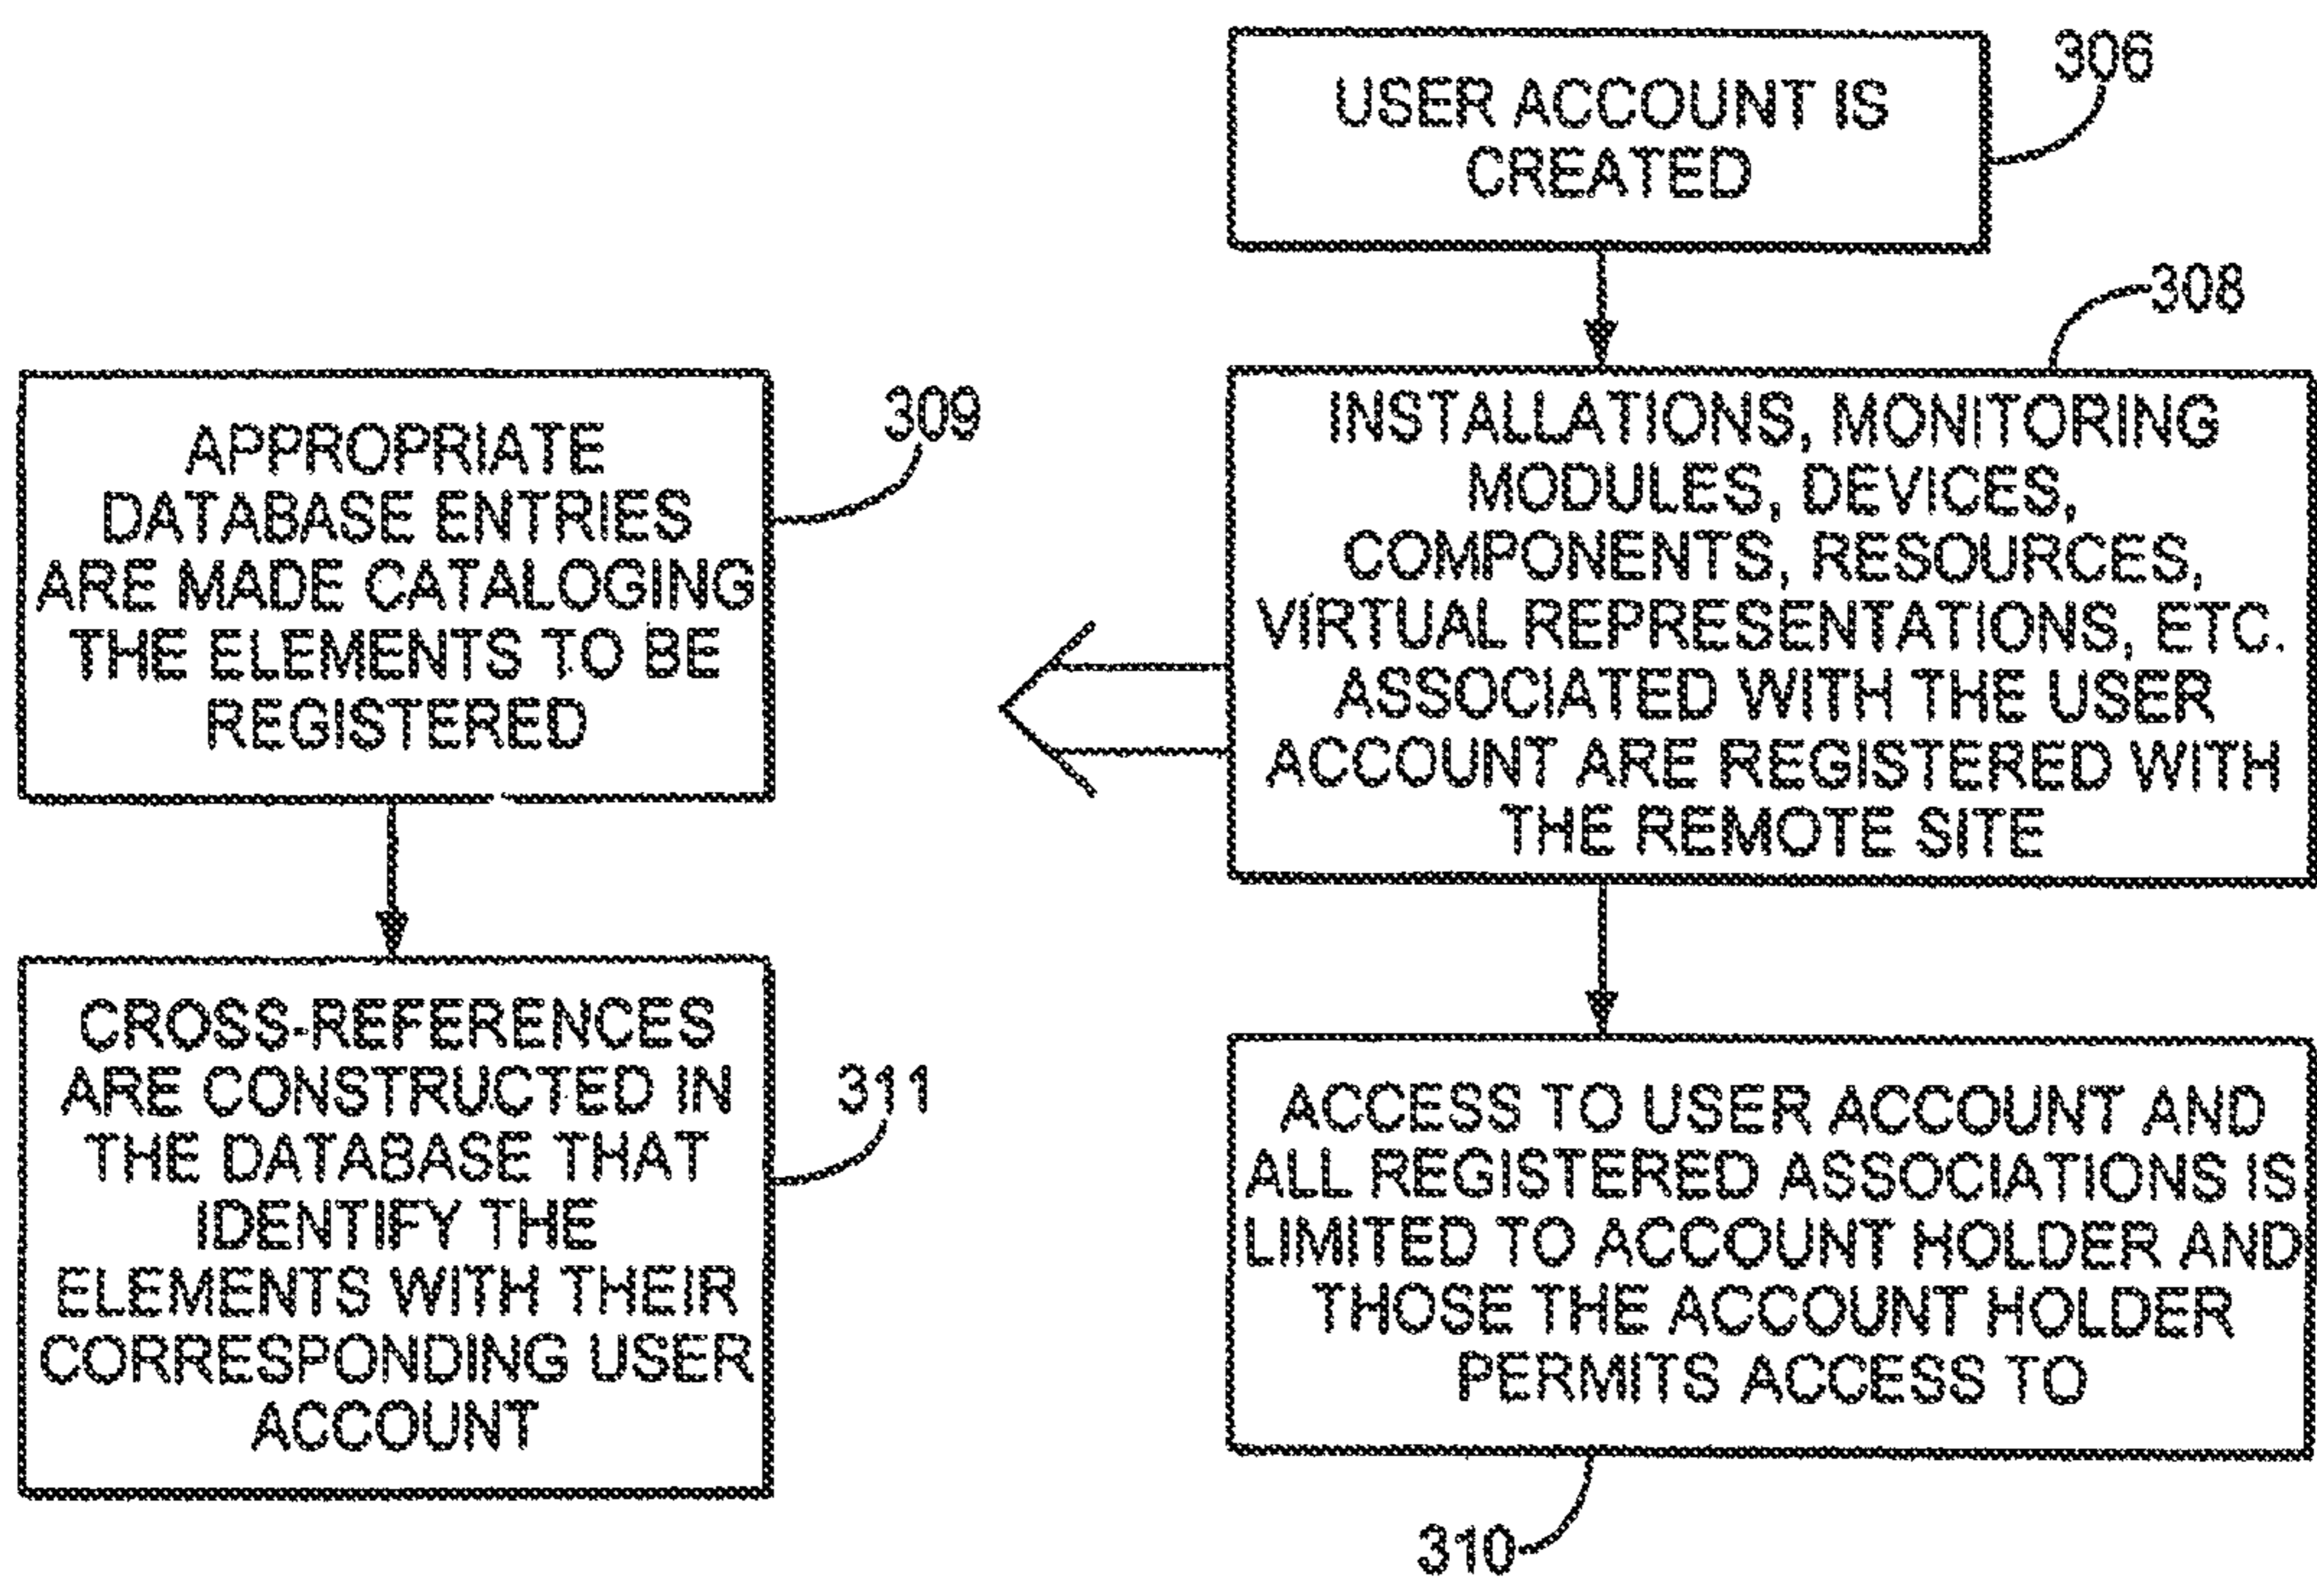 306
USER ACCOUNT IS
CREATED
308
INSTALLATIONS, MONITORING
MODULES, DEVICES,
COMPONENTS, RESOURCES,
VIRTUAL REPRESENTATIONS, ETC.
ASSOCIATED WITH THE USER
ACCOUNT ARE REGISTERED WITH
THE REMOTE SITE
309
APPROPRIATE
DATABASE ENTRIES
ARE MADE CATALOGING
THE ELEMENTS TO BE
REGISTERED
311
CROSS-REFERENCES
ARE CONSTRUCTED IN
THE DATABASE THAT
IDENTIFY THE
ELEMENTS WITH THEIR
CORRESPONDING USER
ACCOUNT
ACCESS TO USER ACCOUNT AND
ALL REGISTERED ASSOCIATIONS IS
LIMITED TO ACCOUNT HOLDER AND
THOSE THE ACCOUNT HOLDER
PERMITS ACCESS TO
310